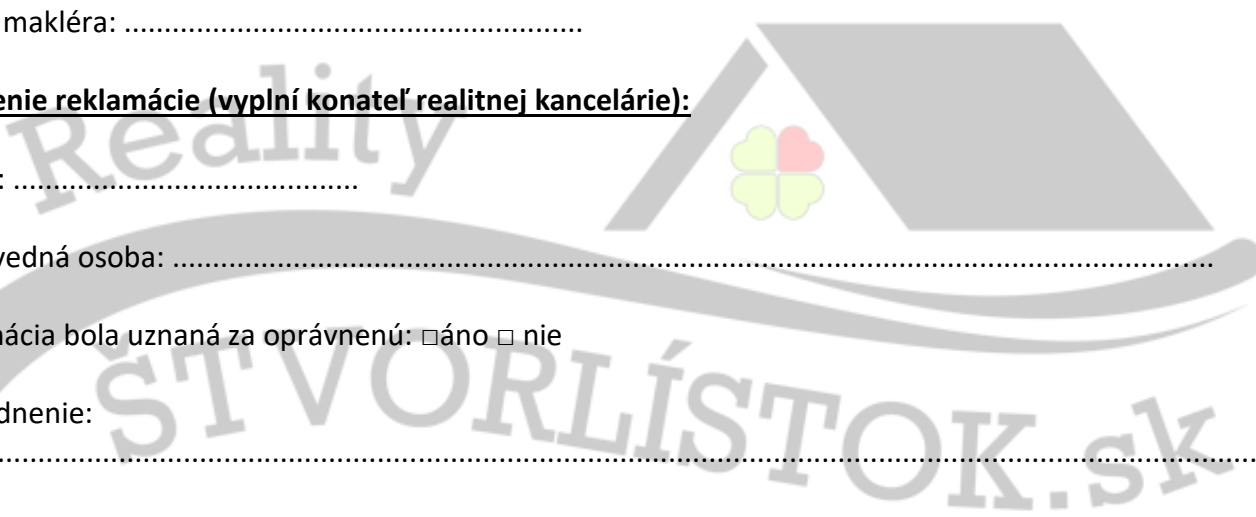 makléra: ..........................................................
enie reklamácie (vyplní konateľ realitnej kancelárie):
Reality
: ...........................................
vedná osoba: ....................................................................................................................................
ácia bola uznaná za oprávnenú: □áno □ nie
ŠTVORLÍSTOK.sk
dnenie:
................................................................................................................................................................